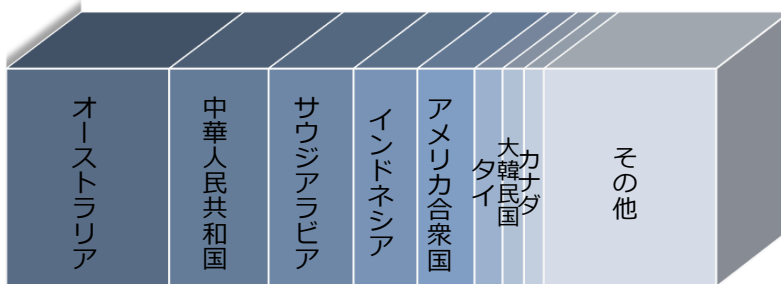 オーストラリア
中華人民共和国
サウジアラビア
インドネシア
アメリカ合衆国
タイ
大韓民国
カナダ
その他